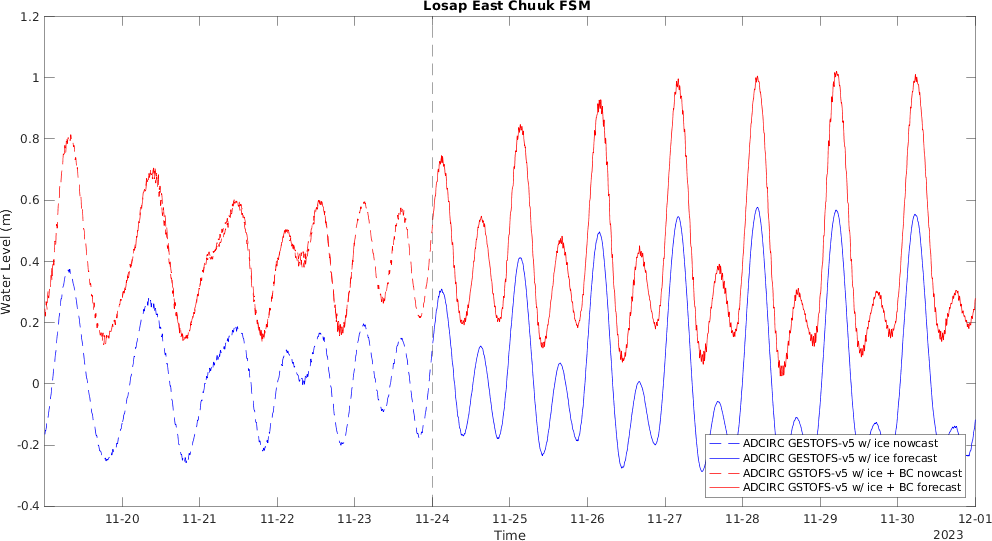 Losap East Chuuk FSM
1.2
1
0.8
0.6
0.4
0.2
0
-0.2
-0.4
Water Level (m)
ADCIRC GESTOFS-v5 w/ ice nowcast
ADCIRC GESTOFS-v5 w/ ice forecast
ADCIRC GSTOFS-v5 w/ ice + BC nowcast
ADCIRC GSTOFS-v5 w/ ice + BC forecast
11-20 11-21 11-22 11-23 11-24 11-25 11-26 11-27 11-28 11-29 11-30 12-01
Time
2023